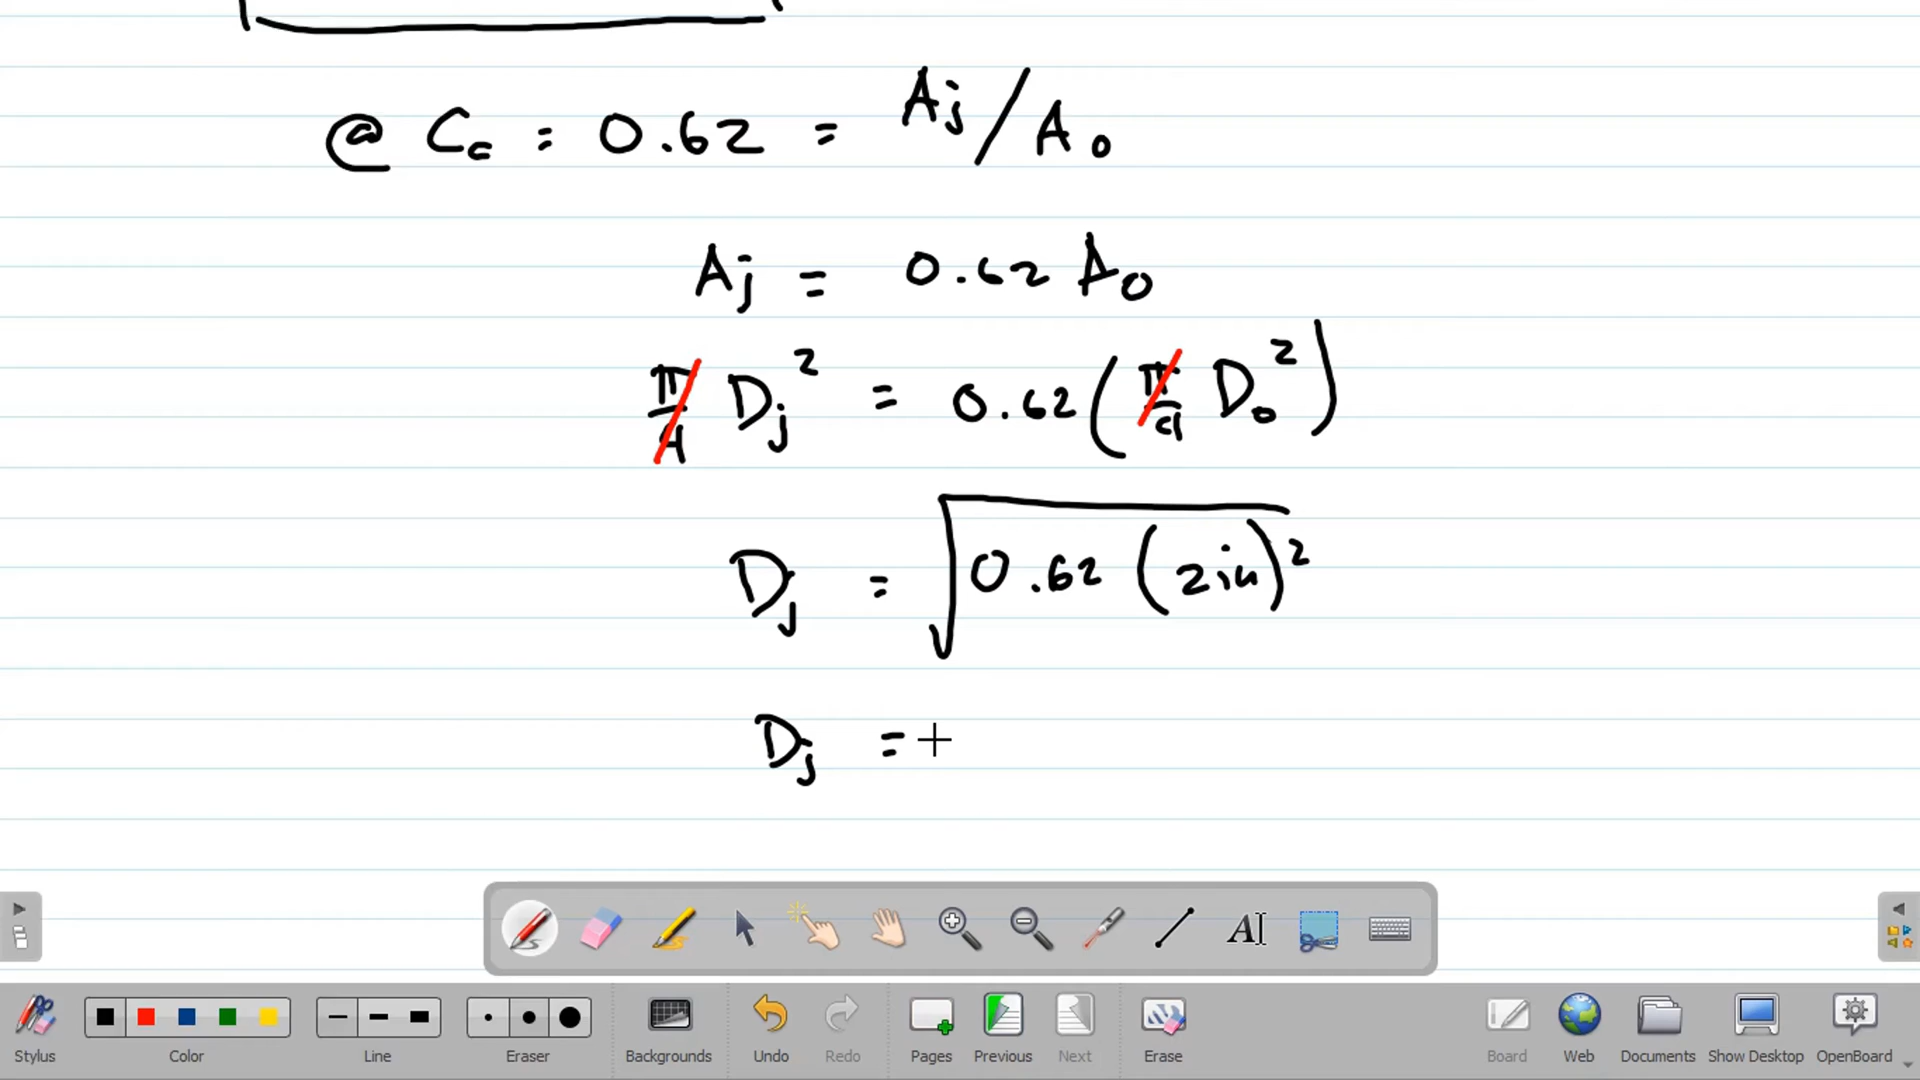 @ Cc = 0.62 = Aj/Ao
Aj = 0.62 Ao
π/4 Dj² = 0.62 (π/4 Do²)
Dj = √0.62 (2in)²
Dj =
Stylus Color Line Eraser Backgrounds Undo Redo Pages Previous Next Erase Board Web Documents Show Desktop OpenBoard